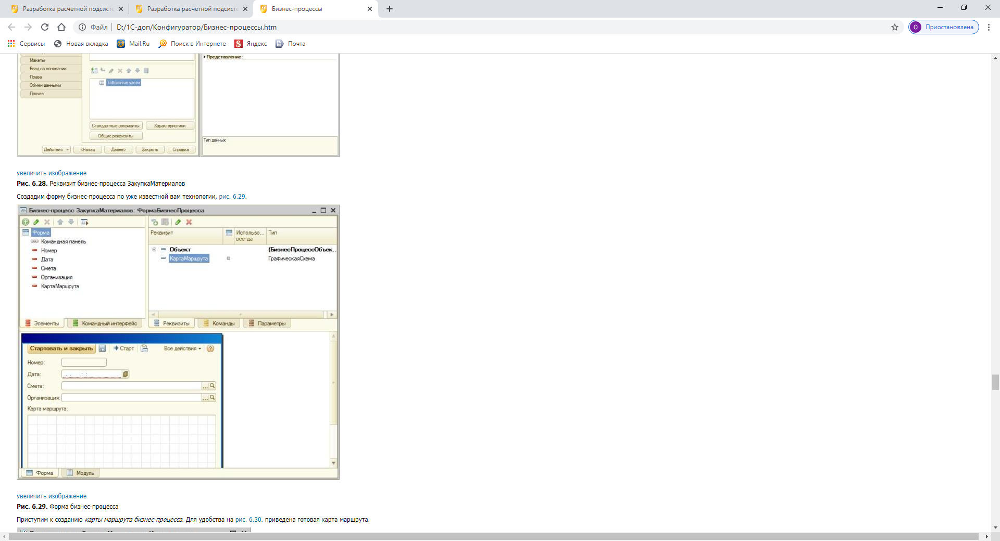 Разработка расчетной подсисте
Разработка расчетной подсисте
Бизнес-процессы
Файл
D:/1С-доп/Конфигуратор/Бизнес-процессы.htm
О
Приостановлена
Сервисы
Новая вкладка
Mail.Ru
Поиск в Интернете
Яндекс
Почта
Представление:
Макеты
Ввод на основании
Права
Обмен данными
Прочее
Табличные части
Стандартные реквизиты
Характеристики
Общие реквизиты
Тип данных
Действия
<Назад
Далее>
Закрыть
Справка
увеличить изображение
Рис. 6.28. Реквизит бизнес-процесса ЗакупкаМатериалов
Создадим форму бизнес-процесса по уже известной вам технологии, рис. 6.29.
Бизнес-процесс ЗакупкаМатериалов: ФормаБизнесПроцесса
Форма
Командная панель
Номер
Дата
Смета
Организация
КартаМаршрута
Реквизит
Использо...
всегда
Тип
Объект
(БизнесПроцессОбъек...
КартаМаршрута
ГрафическаяСхема
Элементы
Командный интерфейс
Реквизиты
Команды
Параметры
Стартовать и закрыть
Старт
Все действия
Номер:
Дата:
Смета:
Организация:
Карта маршрута:
Форма
Модуль
увеличить изображение
Рис. 6.29. Форма бизнес-процесса
Приступим к созданию карты маршрута бизнес-процесса. Для удобства на рис. 6.30. приведена готовая карта маршрута.